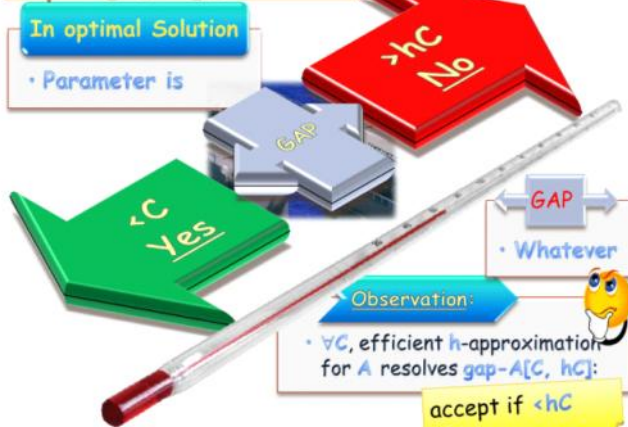 In optimal Solution
• Parameter is
>hC
No
GAP
<C
Yes
GAP
• Whatever
Observation:
• ∀C, efficient h-approximation
for A resolves gap-A[C, hC]:
accept if <hC